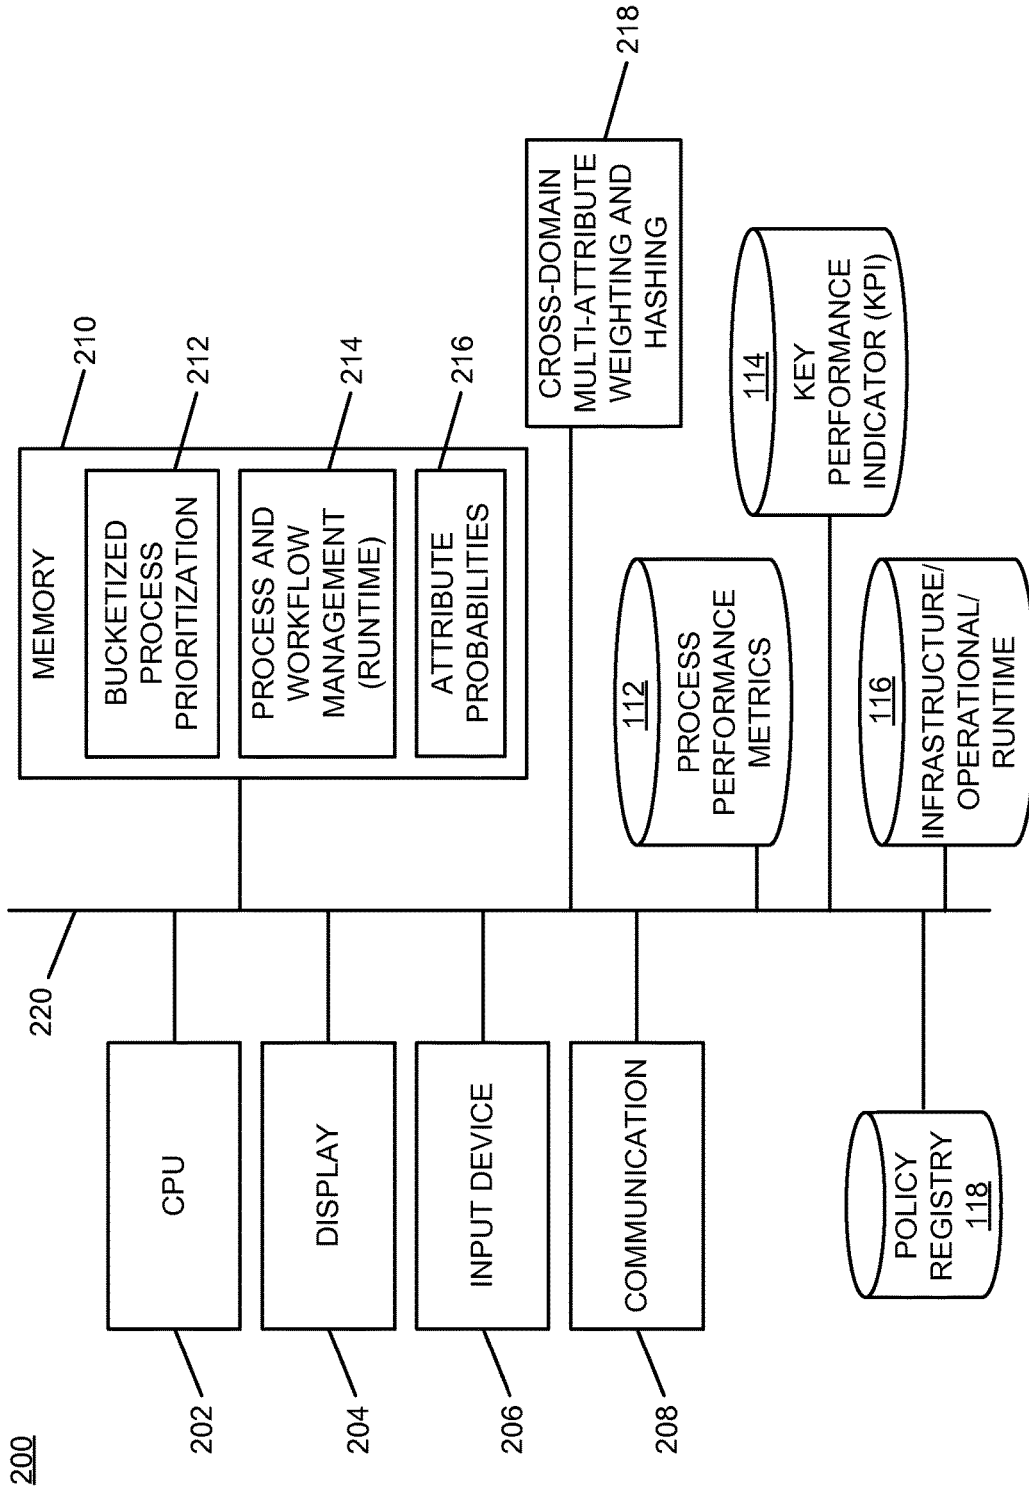 200
220
202
CPU
204
DISPLAY
206
INPUT DEVICE
208
COMMUNICATION
POLICY
REGISTRY
118
MEMORY
210
BUCKETIZED
PROCESS
PRIORITIZATION
212
PROCESS AND
WORKFLOW
MANAGEMENT
(RUNTIME)
214
ATTRIBUTE
PROBABILITIES
216
CROSS-DOMAIN
MULTI-ATTRIBUTE
WEIGHTING AND
HASHING
218
112
PROCESS
PERFORMANCE
METRICS
114
KEY
PERFORMANCE
INDICATOR (KPI)
116
INFRASTRUCTURE/
OPERATIONAL/
RUNTIME